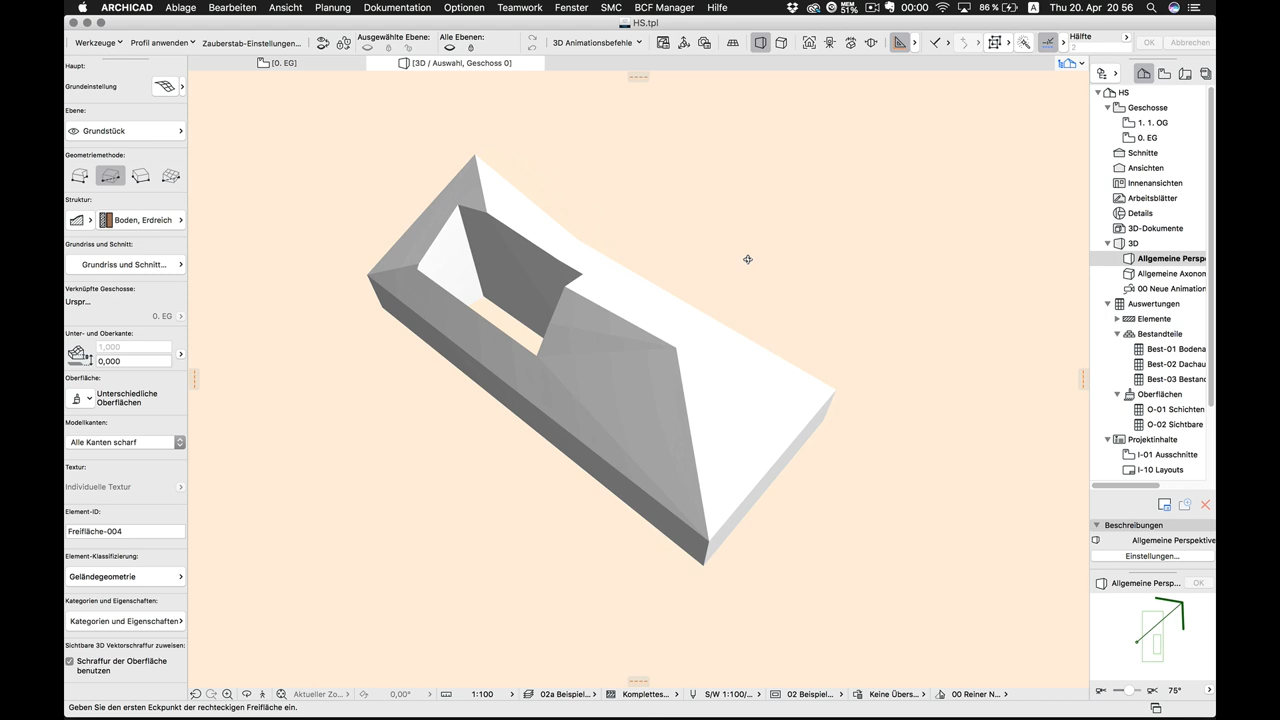 ARCHICAD Ablage Bearbeiten Ansicht Planung Dokumentation Optionen Teamwork Fenster SMC BCF Manager Hilfe MEM 51% 00:00 86 % A Thu 20. Apr 20 56
HS.tpl
Werkzeuge Profil anwenden Zauberstab-Einstellungen... Ausgewählte Ebene: Alle Ebenen: 3D Animationsbefehle Hälfte 2 OK Abrechen
[0. EG] [3D / Auswahl, Geschoss 0]
Haupt:
Grundeinstellung
Ebene:
Grundstück
Geometriemethode:
Struktur:
Boden, Erdreich
Grundriss und Schnitt:
Grundriss und Schnitt...
Verknüpfte Geschosse:
Urspr...
0. EG
Unter- und Oberkante:
1,000
0,000
Oberfläche:
Unterschiedliche
Oberflächen
Modelkanten:
Alle Kanten scharf
Textur:
Individuelle Textur
Element-ID:
Freifläche-004
Element-Klassifizierung:
Geländegeometrie
Kategorien und Eigenschaften:
Kategorien und Eigenschaften
Sichtbare 3D Vektorschraffur zuweisen:
Schraffur der Oberfläche
benutzen
HS
Geschosse
1. 1. OG
0. EG
Schnitte
Ansichten
Innenansichten
Arbeitsblätter
Details
3D-Dokumente
3D
Allgemeine Persp
Allgemeine Axonom
00 Neue Animation
Auswertungen
Elemente
Bestandteile
Best-01 Bodena
Best-02 Dachau
Best-03 Bestand
Oberflächen
O-01 Schichten
O-02 Sichtbare
Projektinhalte
I-01 Ausschnitte
I-10 Layouts
Beschreibungen
Allgemeine Perspektive
Einstellungen...
Allgemeine Persp... OK
75°
Aktueller Zo... 0,00° 1:100 02a Beispiel... Komplettes... S/W 1:100/... 02 Beispiel... Keine Übers... 00 Reiner N...
Geben Sie den ersten Eckpunkt der rechteckigen Freifläche ein.